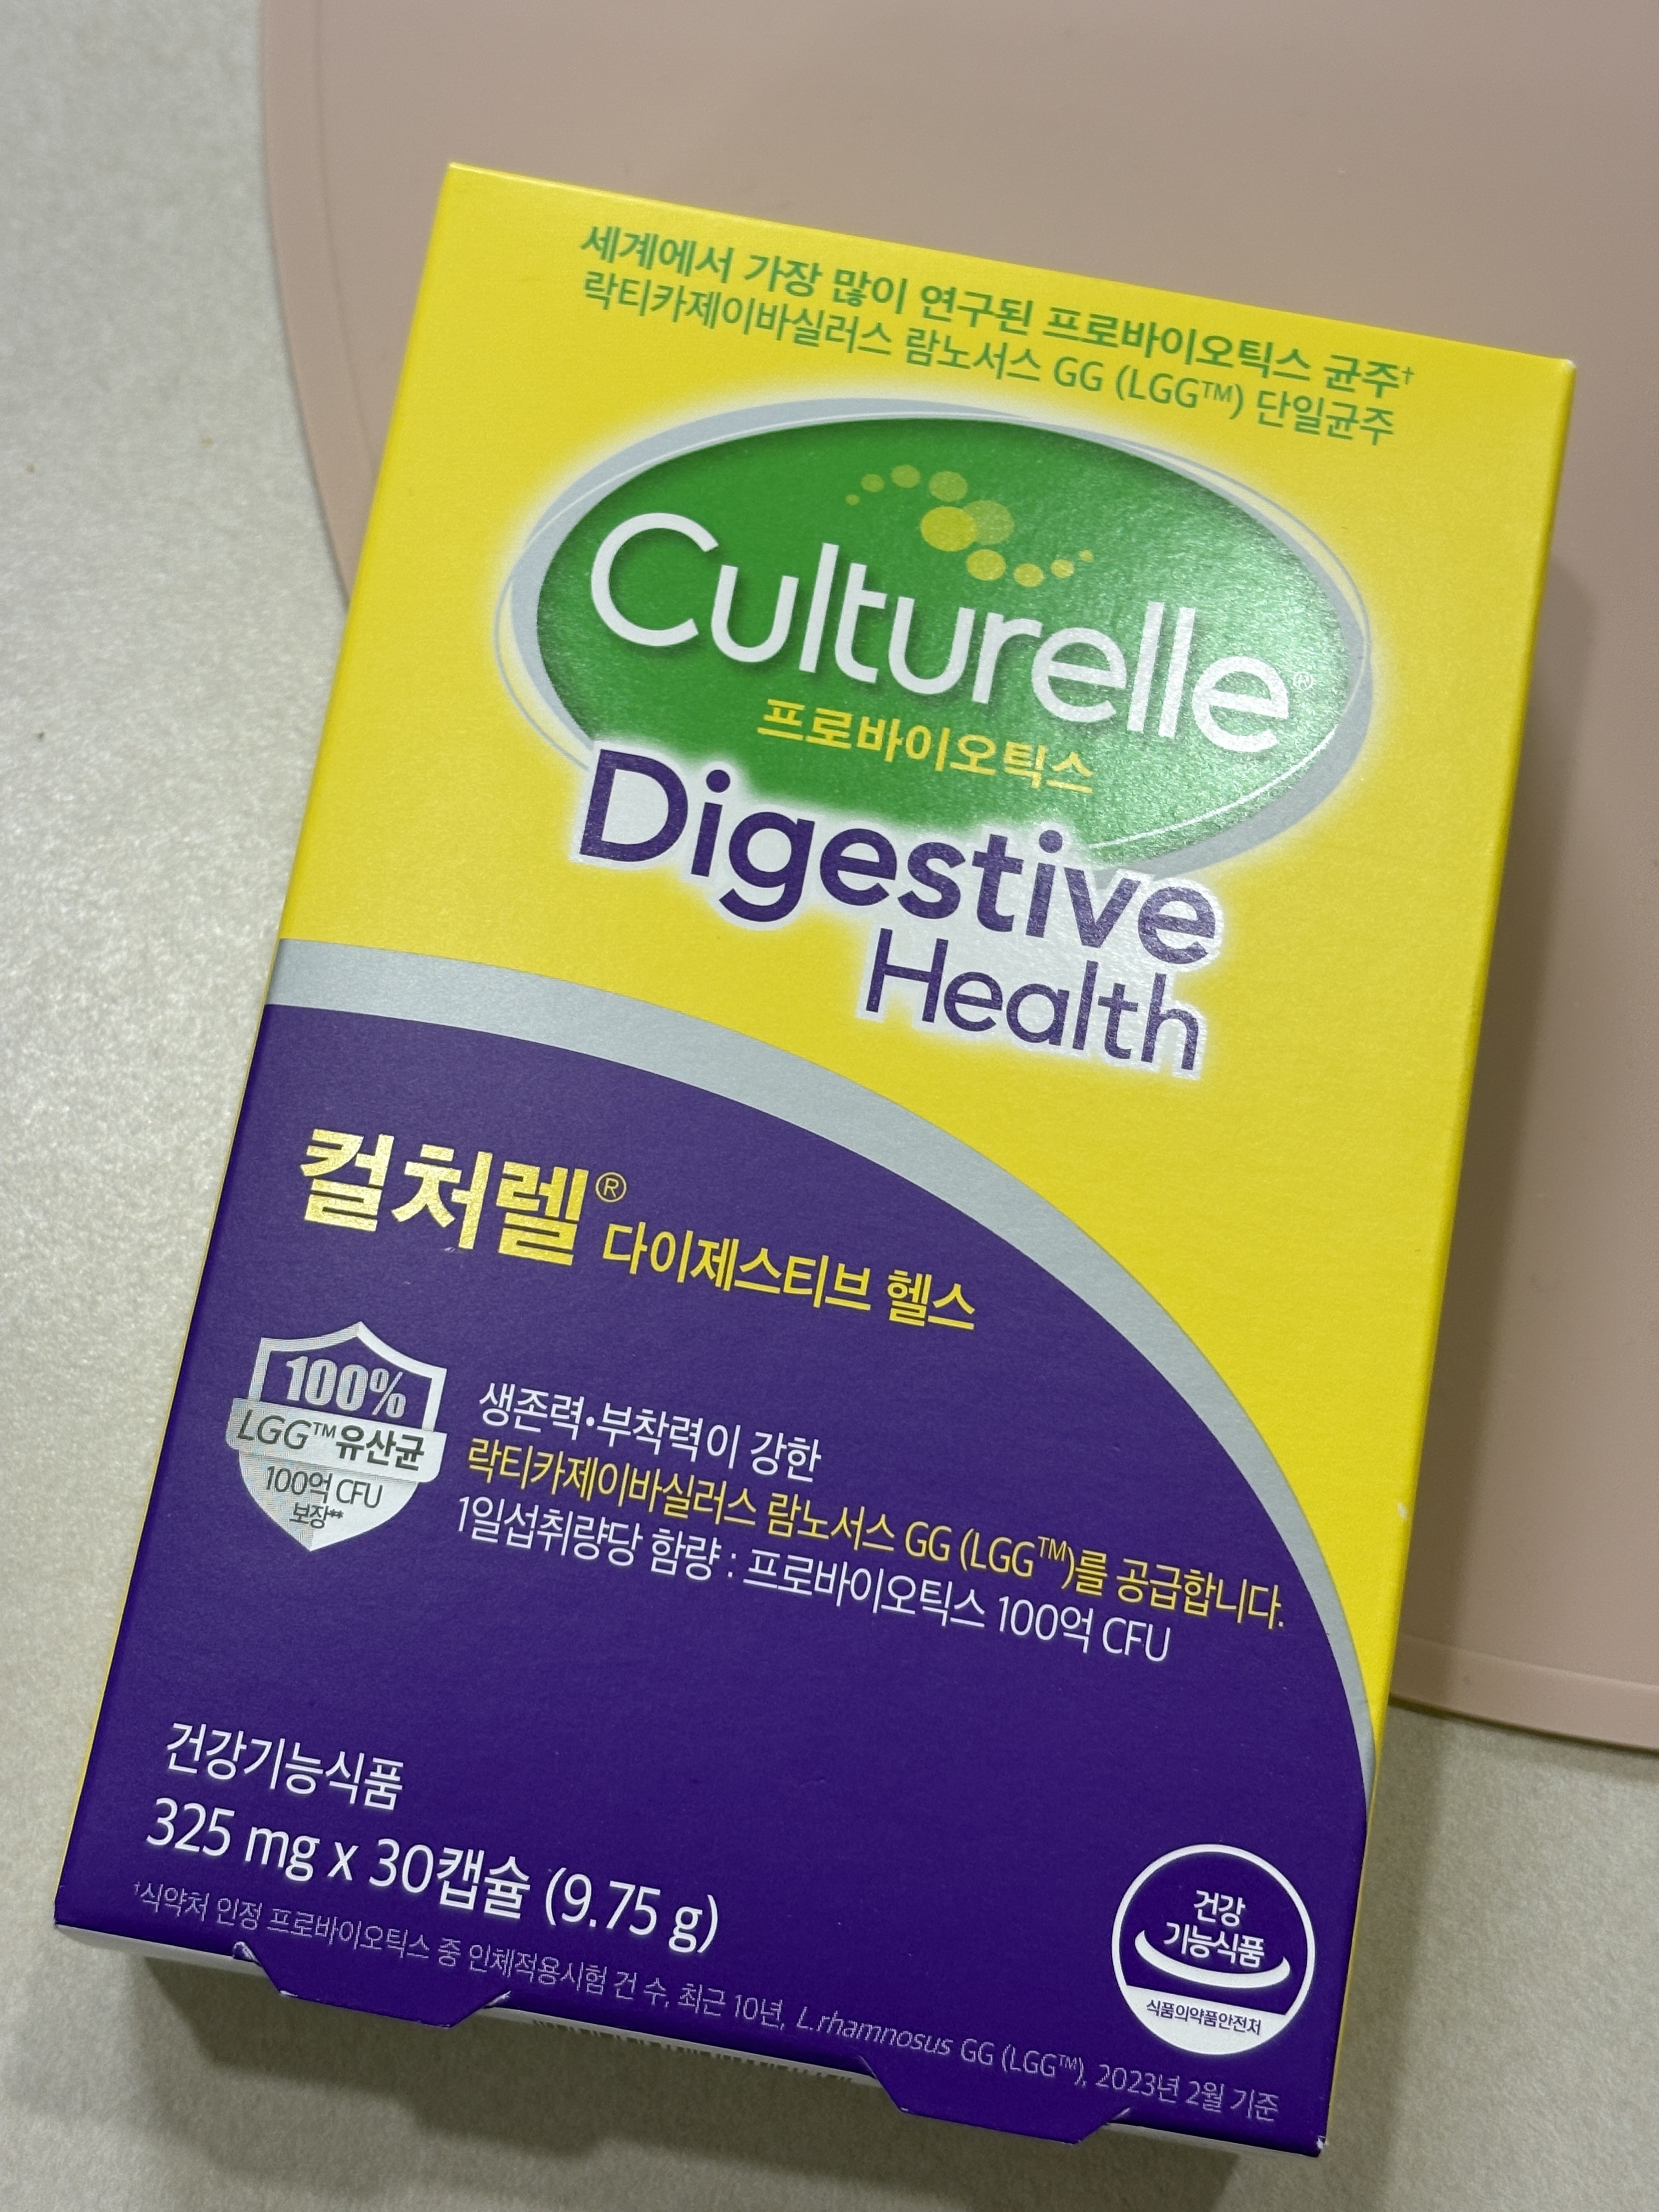 세계에서 가장 많이 연구된 프로바이오틱스 균주†
락티카제이바실러스 람노서스 GG (LGG™) 단일균주
Culturelle®
프로바이오틱스
Digestive
Health
컬처렐® 다이제스티브 헬스
100%
LGG™유산균
100억 CFU
보장**
생존력•부착력이 강한
락티카제이바실러스 람노서스 GG (LGG™)를 공급합니다.
1일섭취량당 함량 : 프로바이오틱스 100억 CFU
건강기능식품
325 mg x 30캡슐 (9.75 g)
†식약처 인정 프로바이오틱스 중 인체적용시험 건 수, 최근 10년, L.rhamnosus GG (LGG™), 2023년 2월 기준
건강
기능식품
식품의약품안전처